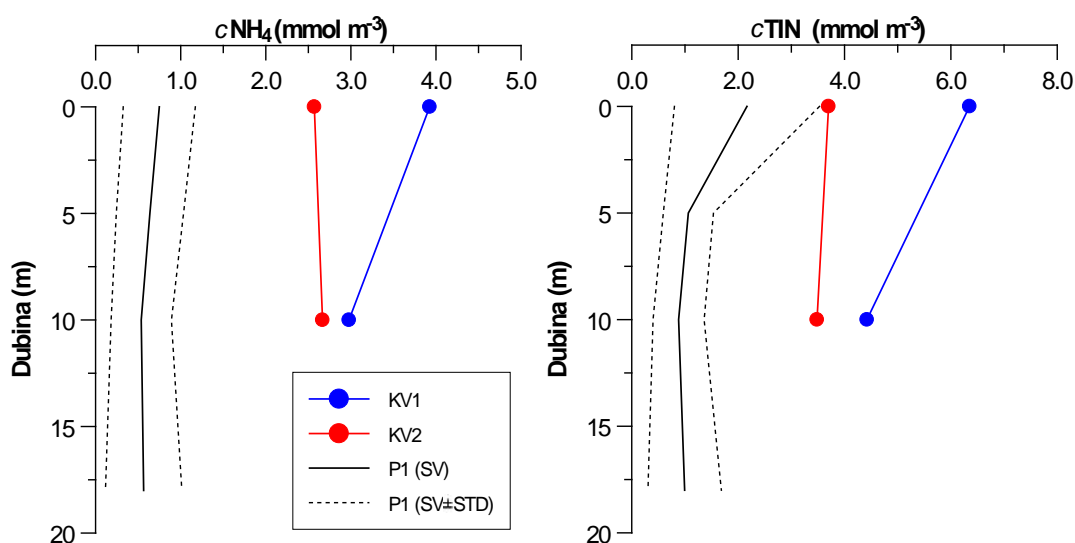 cNH₄ (mmol m⁻³)
0.0 1.0 2.0 3.0 4.0 5.0
0
5
10
15
20
Dubina (m)
KV1
KV2
P1 (SV)
P1 (SV±STD)
cTIN (mmol m⁻³)
0.0 2.0 4.0 6.0 8.0
0
5
10
15
20
Dubina (m)